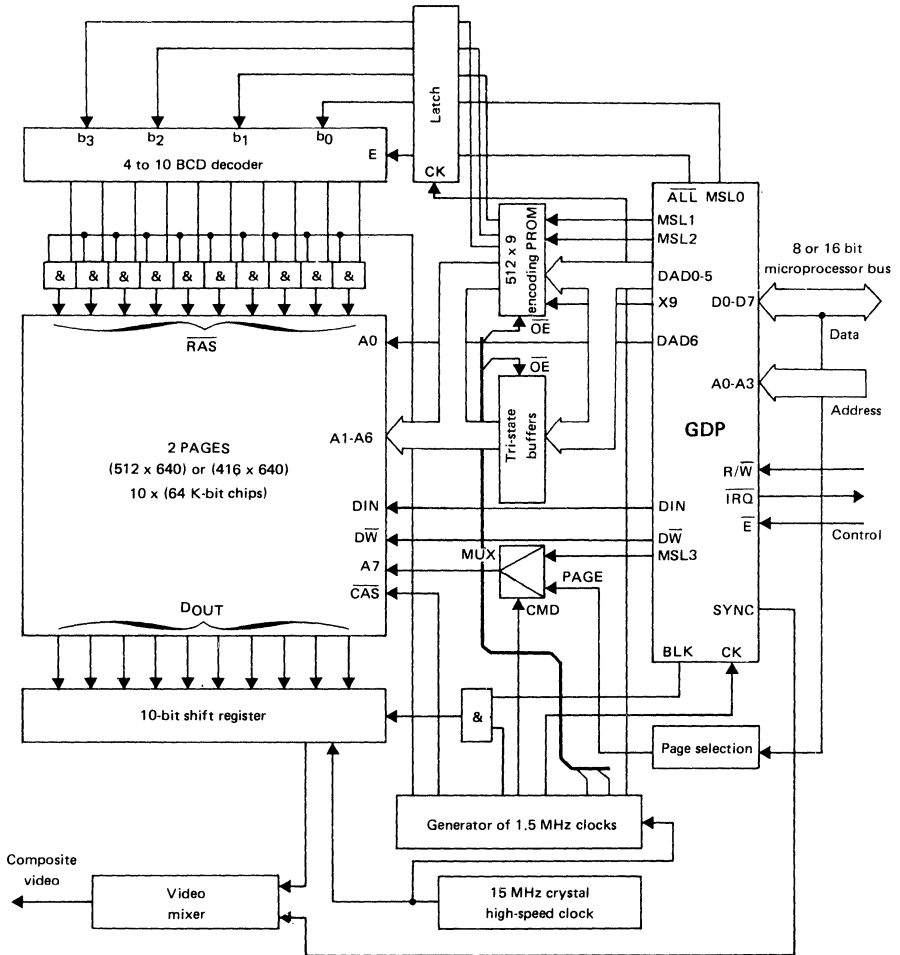 Latch
CK
b3
b2
b1
b0
4 to 10 BCD decoder
E
& & & & & & & & & &
RAS
A0
A1-A6
2 PAGES
(512 x 640) or (416 x 640)
10 x (64 K-bit chips)
DIN
DW
A7
CAS
DOUT
10-bit shift register
512 x 9
encoding PROM
OE
OE
Tri-state
buffers
MUX
PAGE
CMD
&
ALL MSL0
MSL1
MSL2
DAD0-5
X9
DAD6
GDP
DIN
DW
MSL3
BLK
CK
D0-D7
A0-A3
R/W
IRQ
E
SYNC
8 or 16 bit
microprocessor bus
Data
Address
Control
Page selection
Generator of 1.5 MHz clocks
15 MHz crystal
high-speed clock
Composite
video
Video
mixer